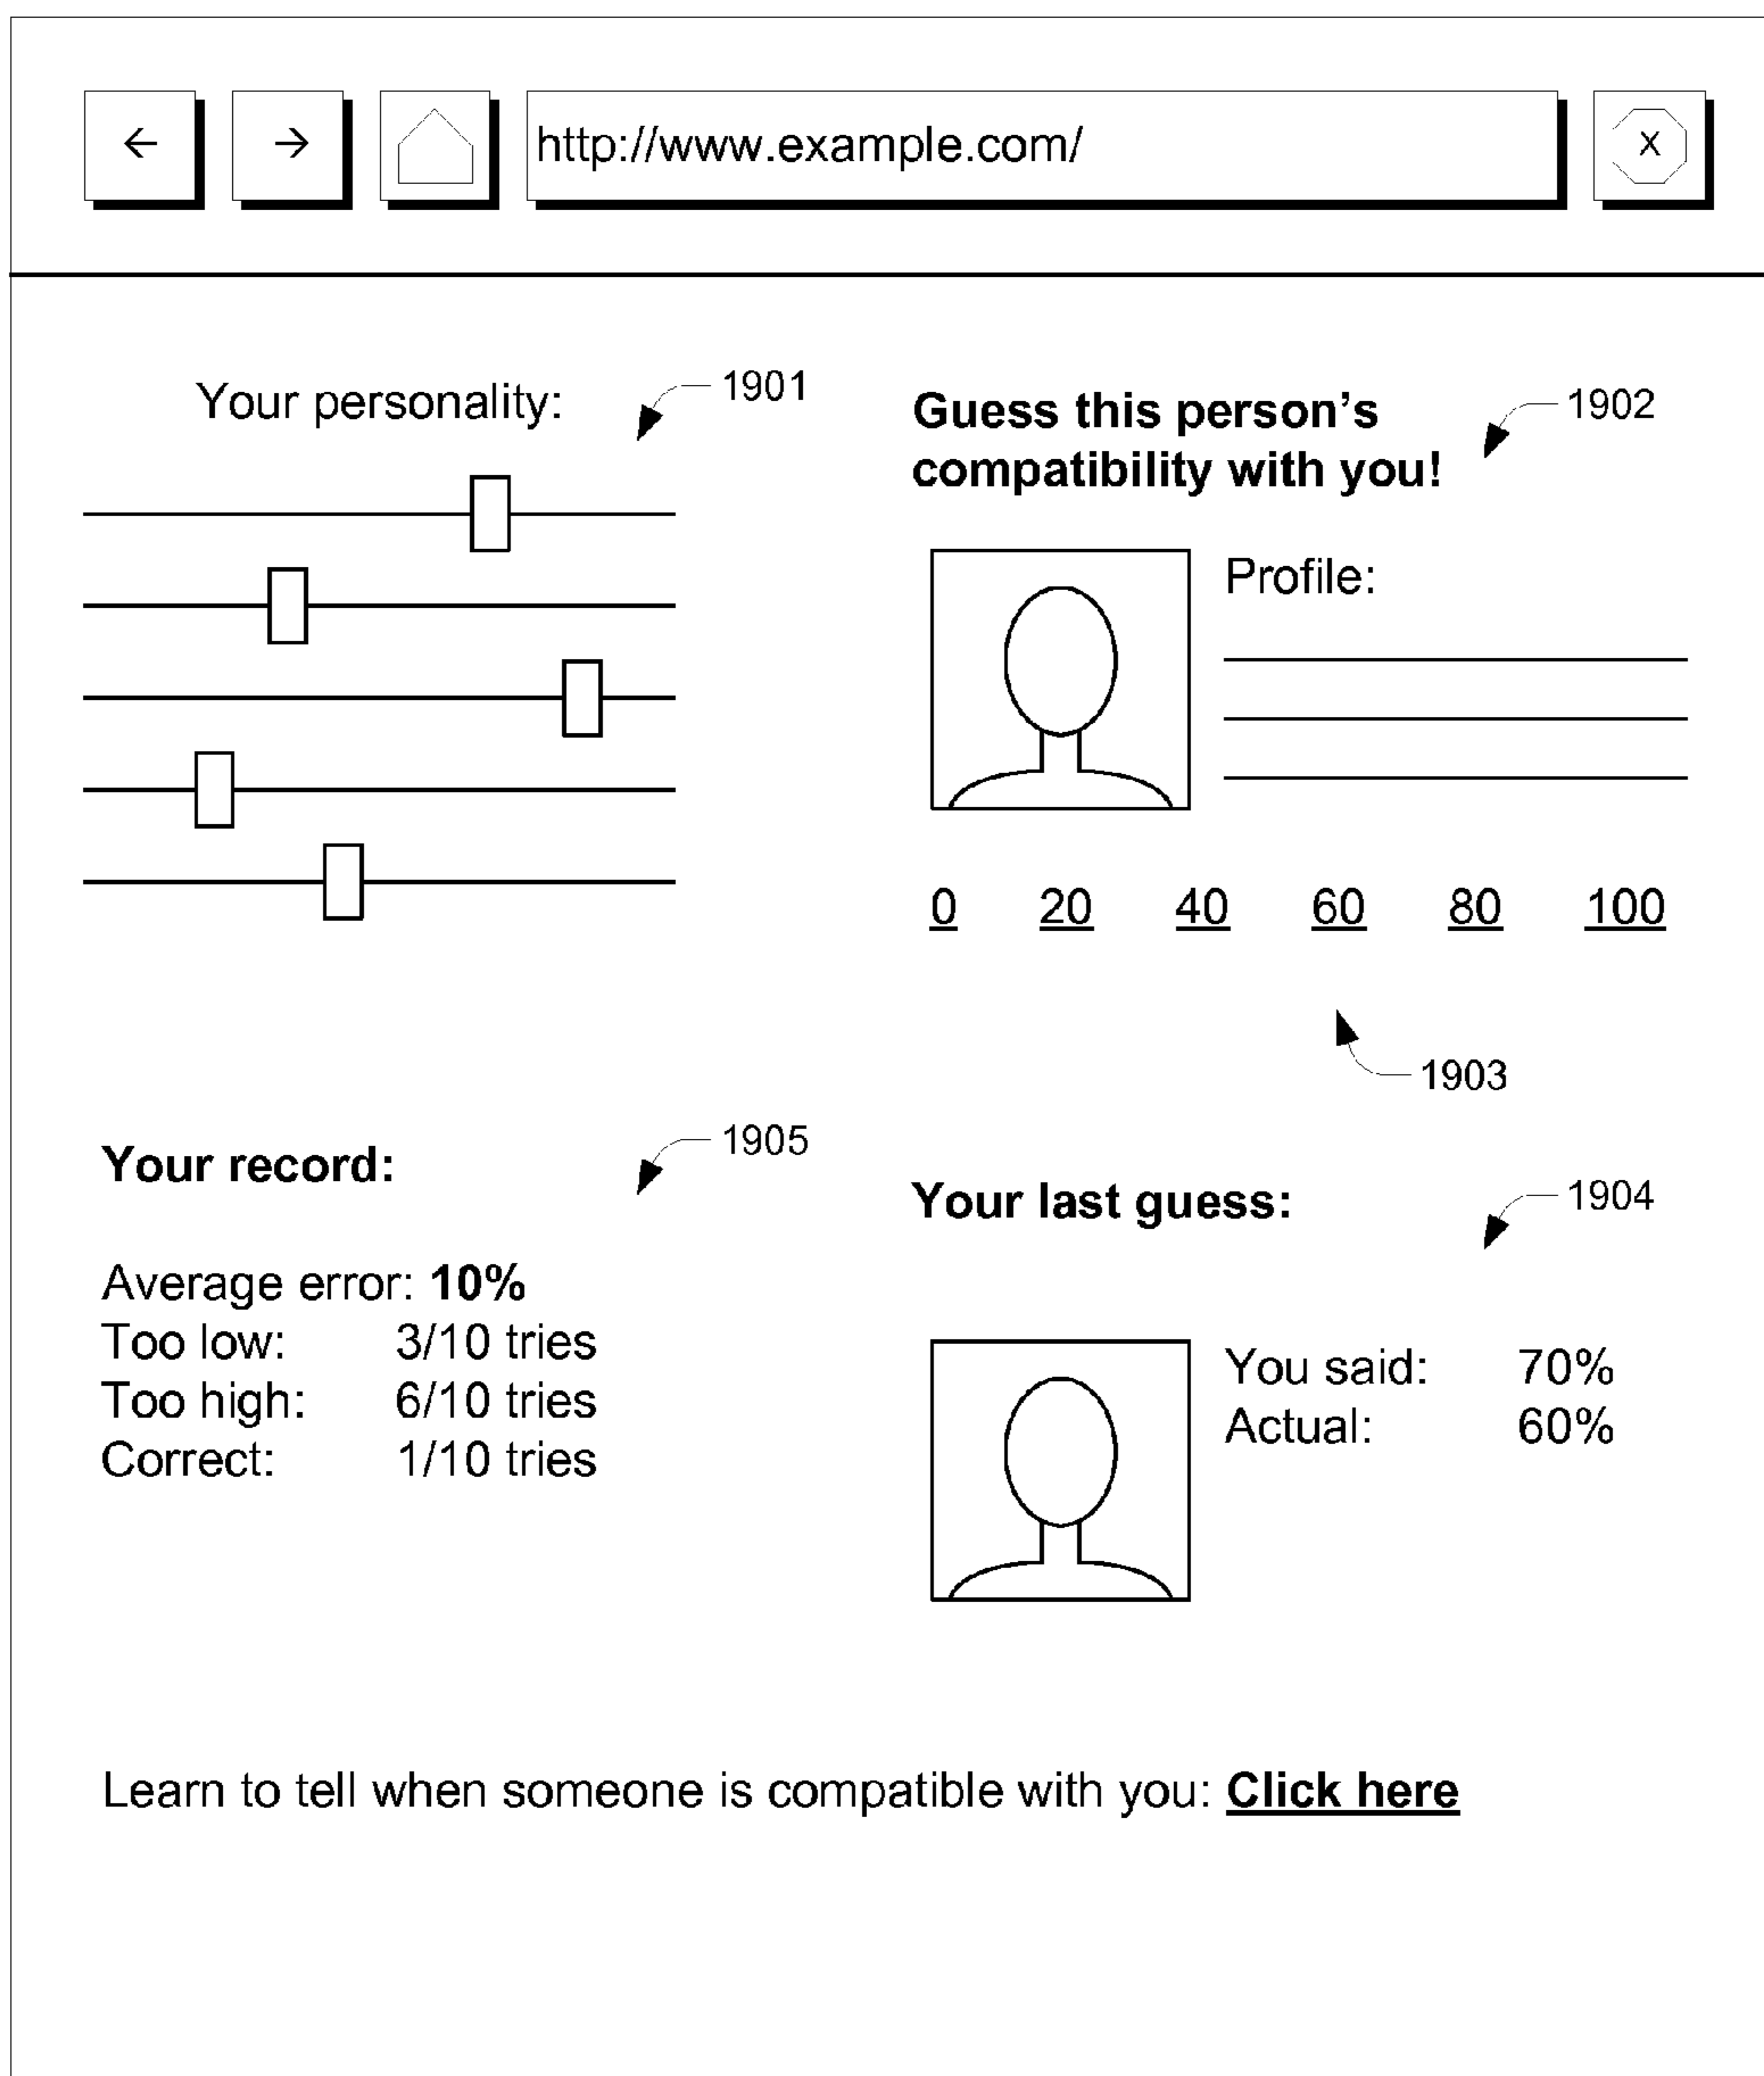 ← → http://www.example.com/ X
Your personality: 1901
Guess this person's 1902
compatibility with you!
Profile:
0 20 40 60 80 100
1903
Your record: 1905
Average error: 10%
Too low: 3/10 tries
Too high: 6/10 tries
Correct: 1/10 tries
Your last guess: 1904
You said: 70%
Actual: 60%
Learn to tell when someone is compatible with you: Click here